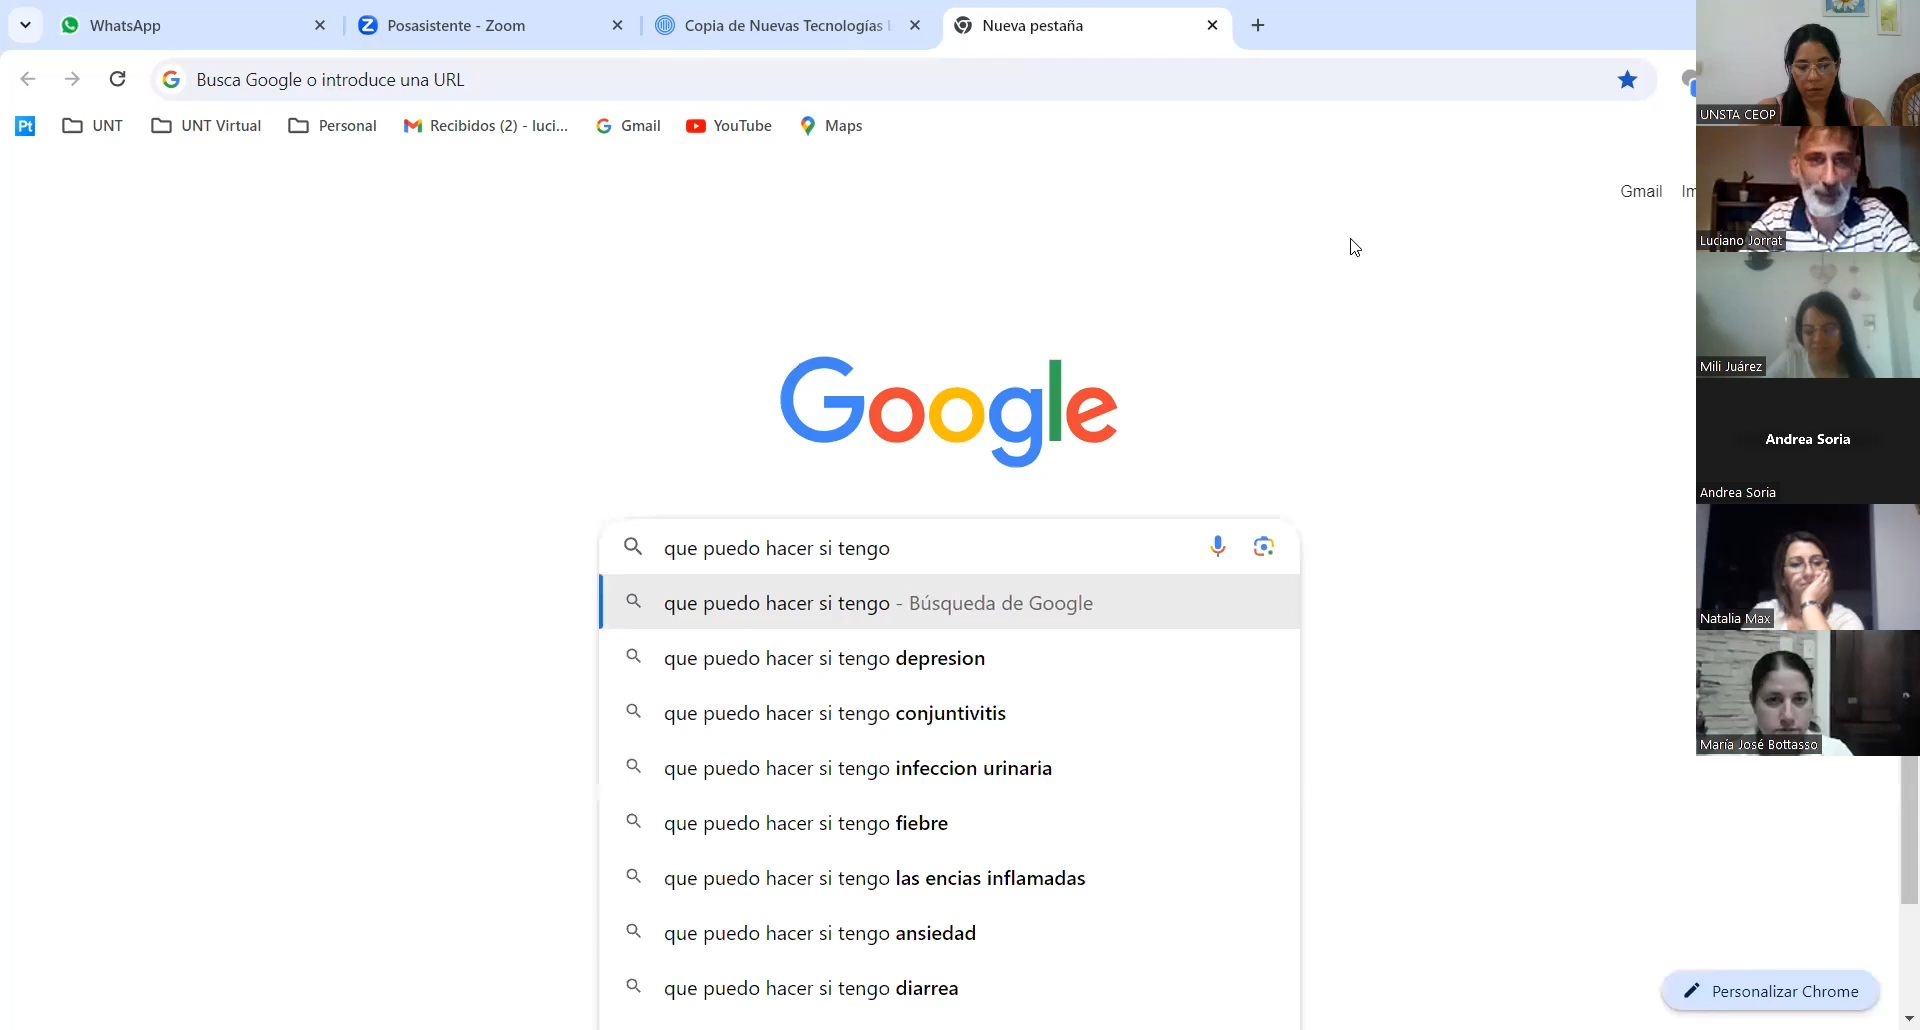 WhatsApp
Posasistente - Zoom
Copia de Nuevas Tecnologías
Nueva pestaña
Busca Google o introduce una URL
Pt
UNT
UNT Virtual
Personal
Recibidos (2) - luci...
Gmail
YouTube
Maps
Gmail
Im
Google
que puedo hacer si tengo
que puedo hacer si tengo - Búsqueda de Google
que puedo hacer si tengo depresion
que puedo hacer si tengo conjuntivitis
que puedo hacer si tengo infeccion urinaria
que puedo hacer si tengo fiebre
que puedo hacer si tengo las encias inflamadas
que puedo hacer si tengo ansiedad
que puedo hacer si tengo diarrea
Personalizar Chrome
UNSTA CEOP
Luciano Jorrat
Mili Juárez
Andrea Soria
Andrea Soria
Natalia Max
María José Bottasso